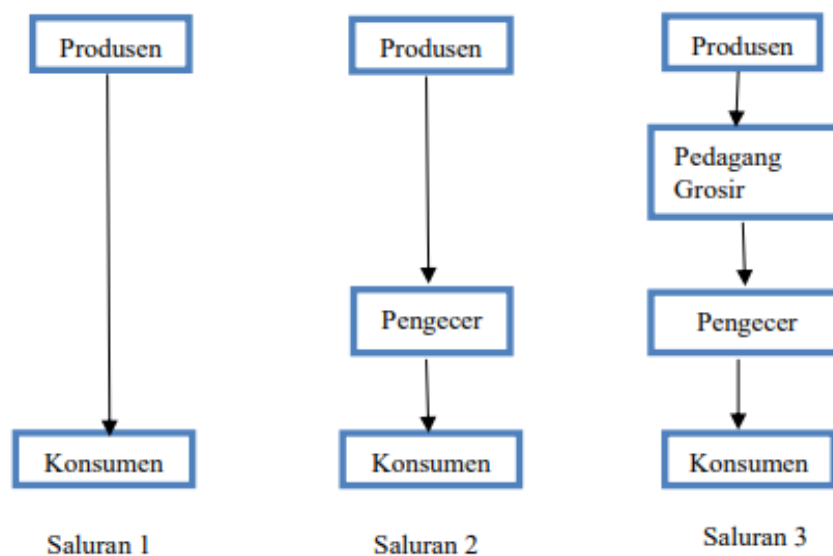 Produsen
Konsumen
Saluran 1
Produsen
Pengecer
Konsumen
Saluran 2
Produsen
Pedagang
Grosir
Pengecer
Konsumen
Saluran 3